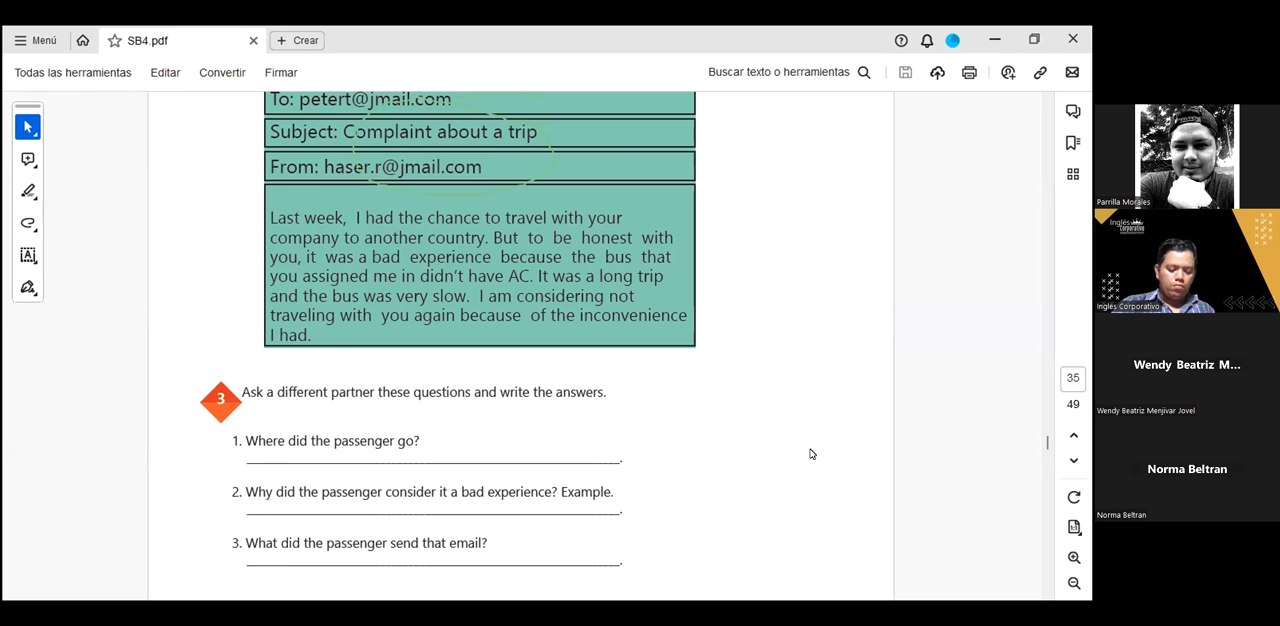 Menú
SB4.pdf
Crear
Todas las herramientas
Editar
Convertir
Firmar
Buscar texto o herramientas
To: petert@jmail.com
Subject: Complaint about a trip
From: haser.r@jmail.com
Last week, I had the chance to travel with your
company to another country. But to be honest with
you, it was a bad experience because the bus that
you assigned me in didn't have AC. It was a long trip
and the bus was very slow. I am considering not
traveling with you again because of the inconvenience
I had.
3
Ask a different partner these questions and write the answers.
1. Where did the passenger go?
______________________________.
2. Why did the passenger consider it a bad experience? Example.
______________________________.
3. What did the passenger send that email?
______________________________.
35
49
Parrilla Morales
Inglés
Corporativo
Inglés Corporativo
Wendy Beatriz M...
Wendy Beatriz Menjivar Jovel
Norma Beltran
Norma Beltran